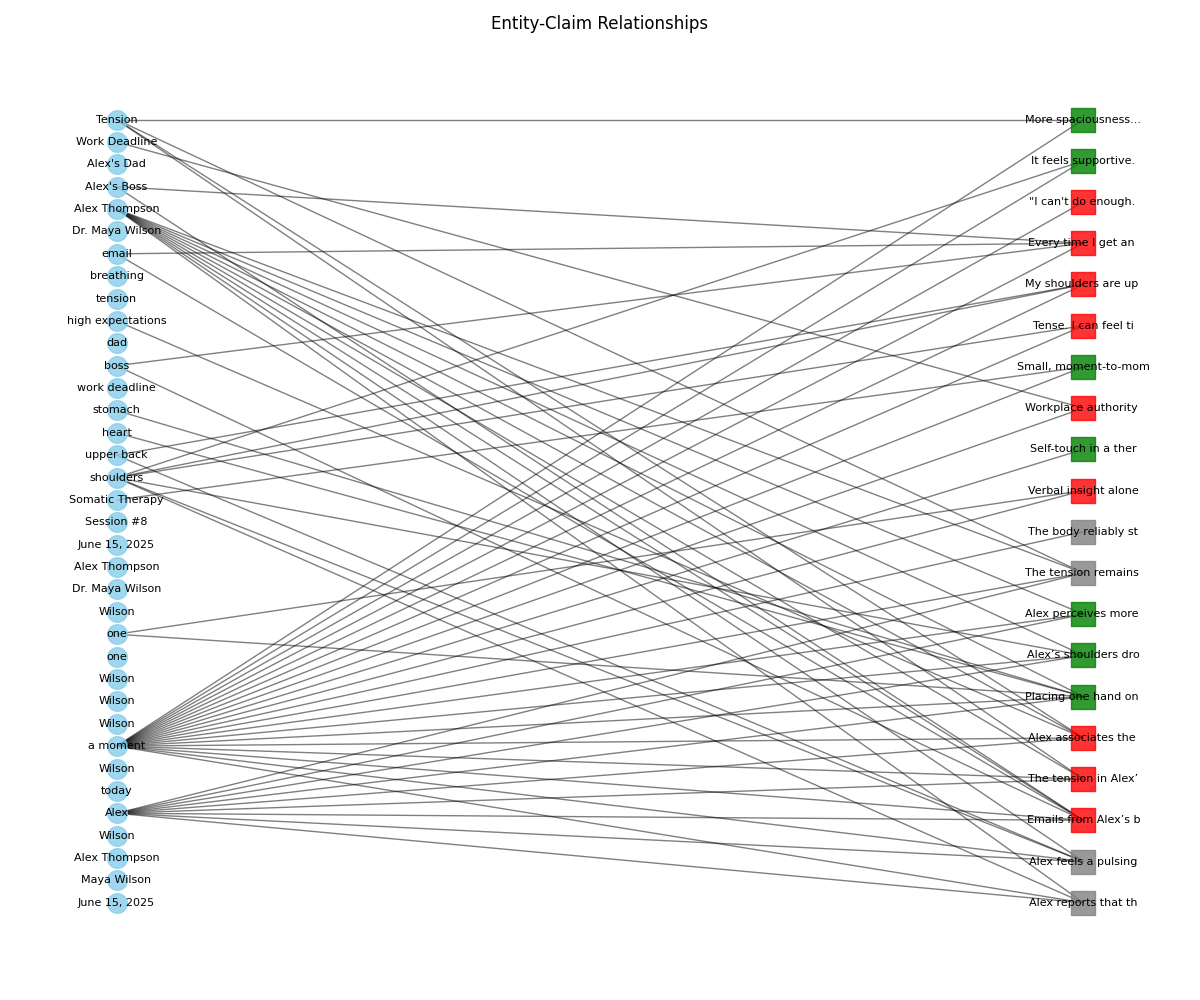 Entity-Claim Relationships
Tension
Work Deadline
Alex's Dad
Alex's Boss
Alex Thompson
Dr. Maya Wilson
email
breathing
tension
high expectations
dad
boss
work deadline
stomach
heart
upper back
shoulders
Somatic Therapy
Session #8
June 15, 2025
Alex Thompson
Dr. Maya Wilson
Wilson
one
one
Wilson
Wilson
Wilson
a moment
Wilson
today
Alex
Wilson
Alex Thompson
Maya Wilson
June 15, 2025
More spaciousness...
It feels supportive.
"I can't do enough.
Every time I get an
My shoulders are up
Tense. I can feel ti
Small, moment-to-mom
Workplace authority
Self-touch in a ther
Verbal insight alone
The body reliably st
The tension remains
Alex perceives more
Alex’s shoulders dro
Placing one hand on
Alex associates the
The tension in Alex’
Emails from Alex’s b
Alex feels a pulsing
Alex reports that th